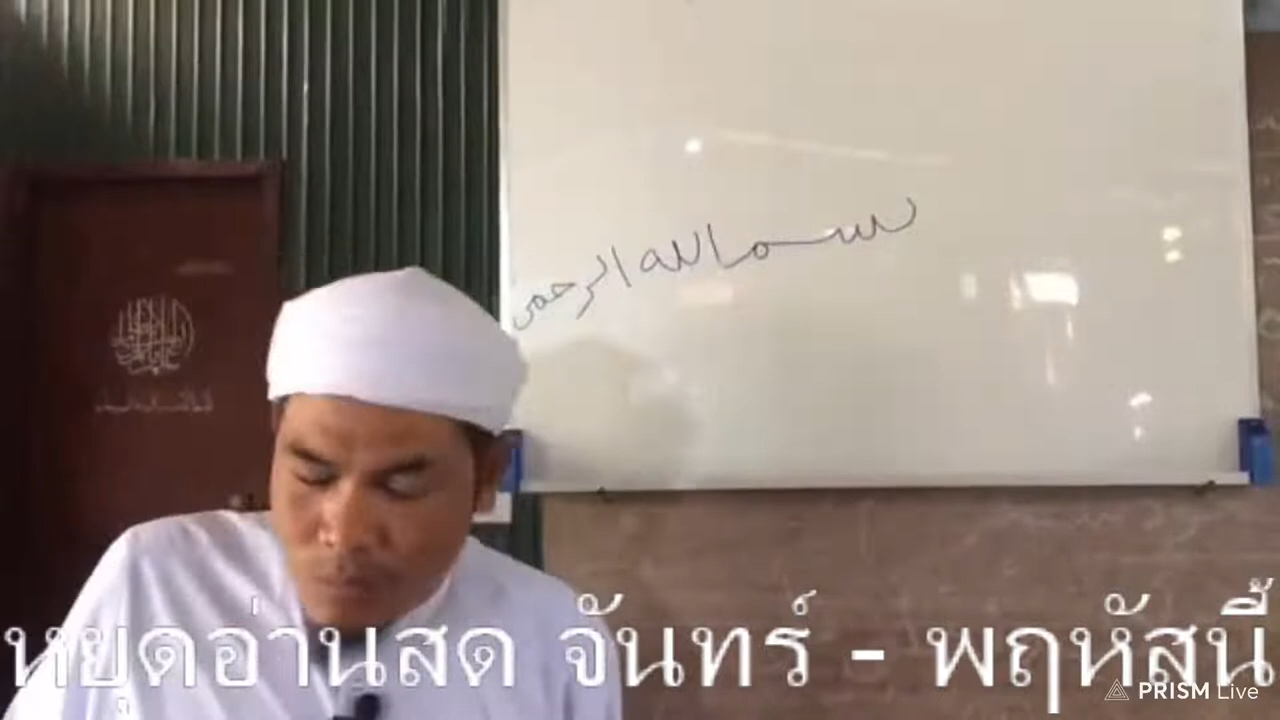 بسم الله الرحمن
หยุดอ่านสด จันทร์ - พฤหัสนี้
PRISM Live